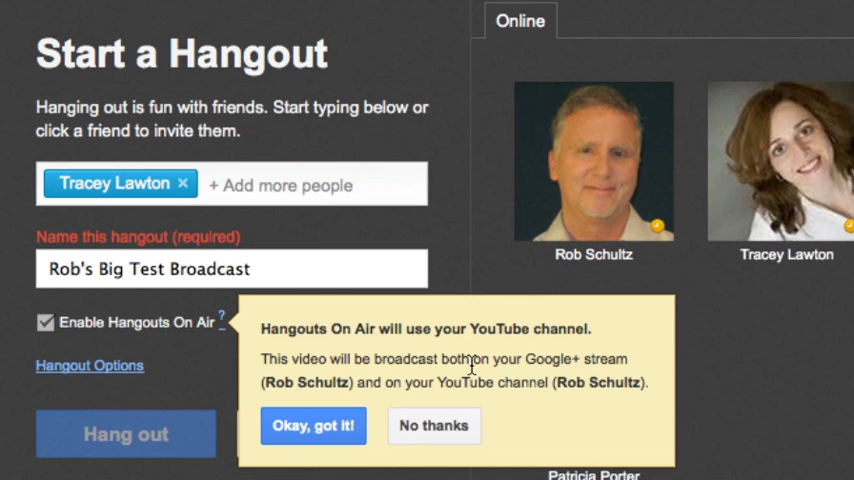 Start a Hangout
Online
Hanging out is fun with friends. Start typing below or
click a friend to invite them.
Tracey Lawton × + Add more people
Name this hangout (required)
Rob's Big Test Broadcast
Rob Schultz
Tracey Lawton
Enable Hangouts On Air ?
Hangout Options
Hang out
Hangouts On Air will use your YouTube channel.
This video will be broadcast both on your Google+ stream
(Rob Schultz) and on your YouTube channel (Rob Schultz).
Okay, got it!
No thanks
Patricia Porter